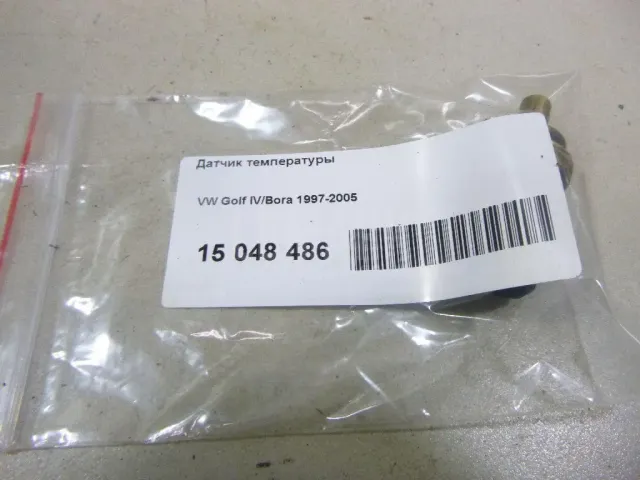 Датчик температуры
VW Golf IV/Bora 1997-2005
15 048 486